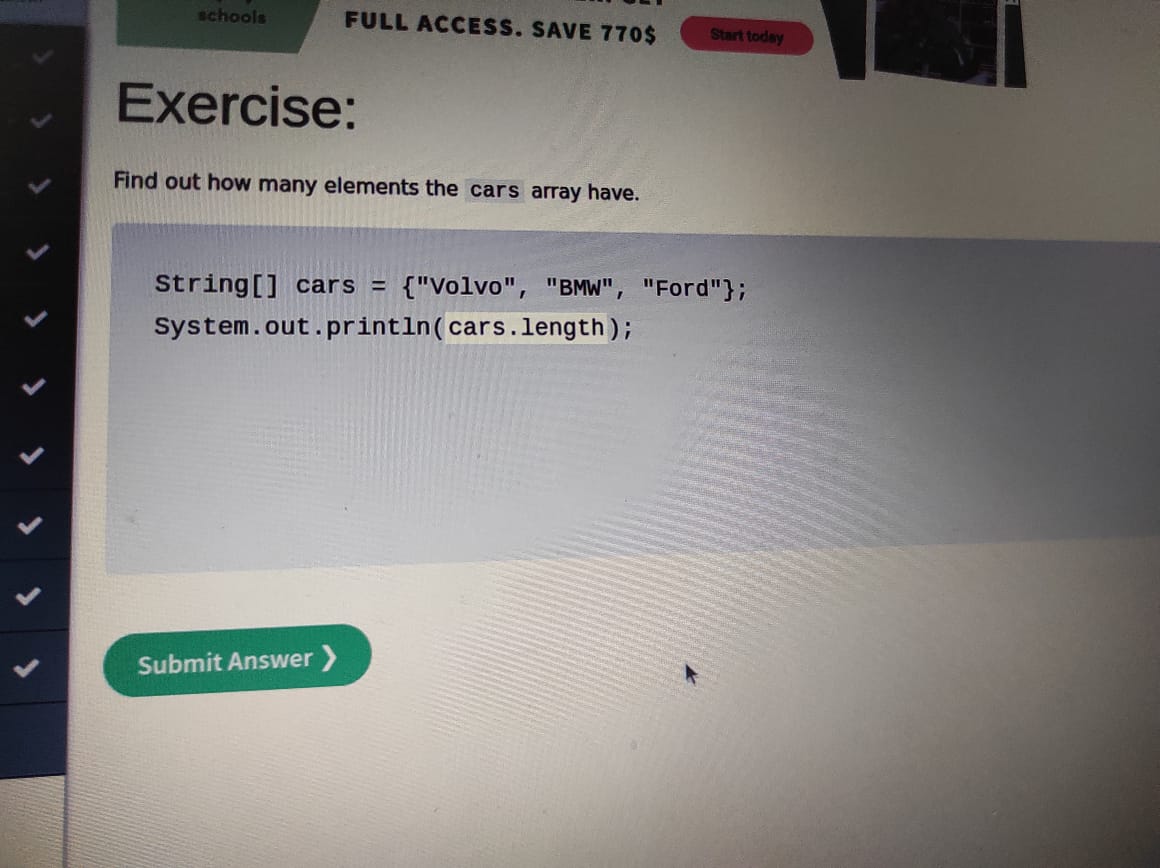 schools
FULL ACCESS. SAVE 770$
Start today
Exercise:
Find out how many elements the cars array have.
String[] cars = {"Volvo", "BMW", "Ford"};
System.out.println(cars.length);
Submit Answer ❯